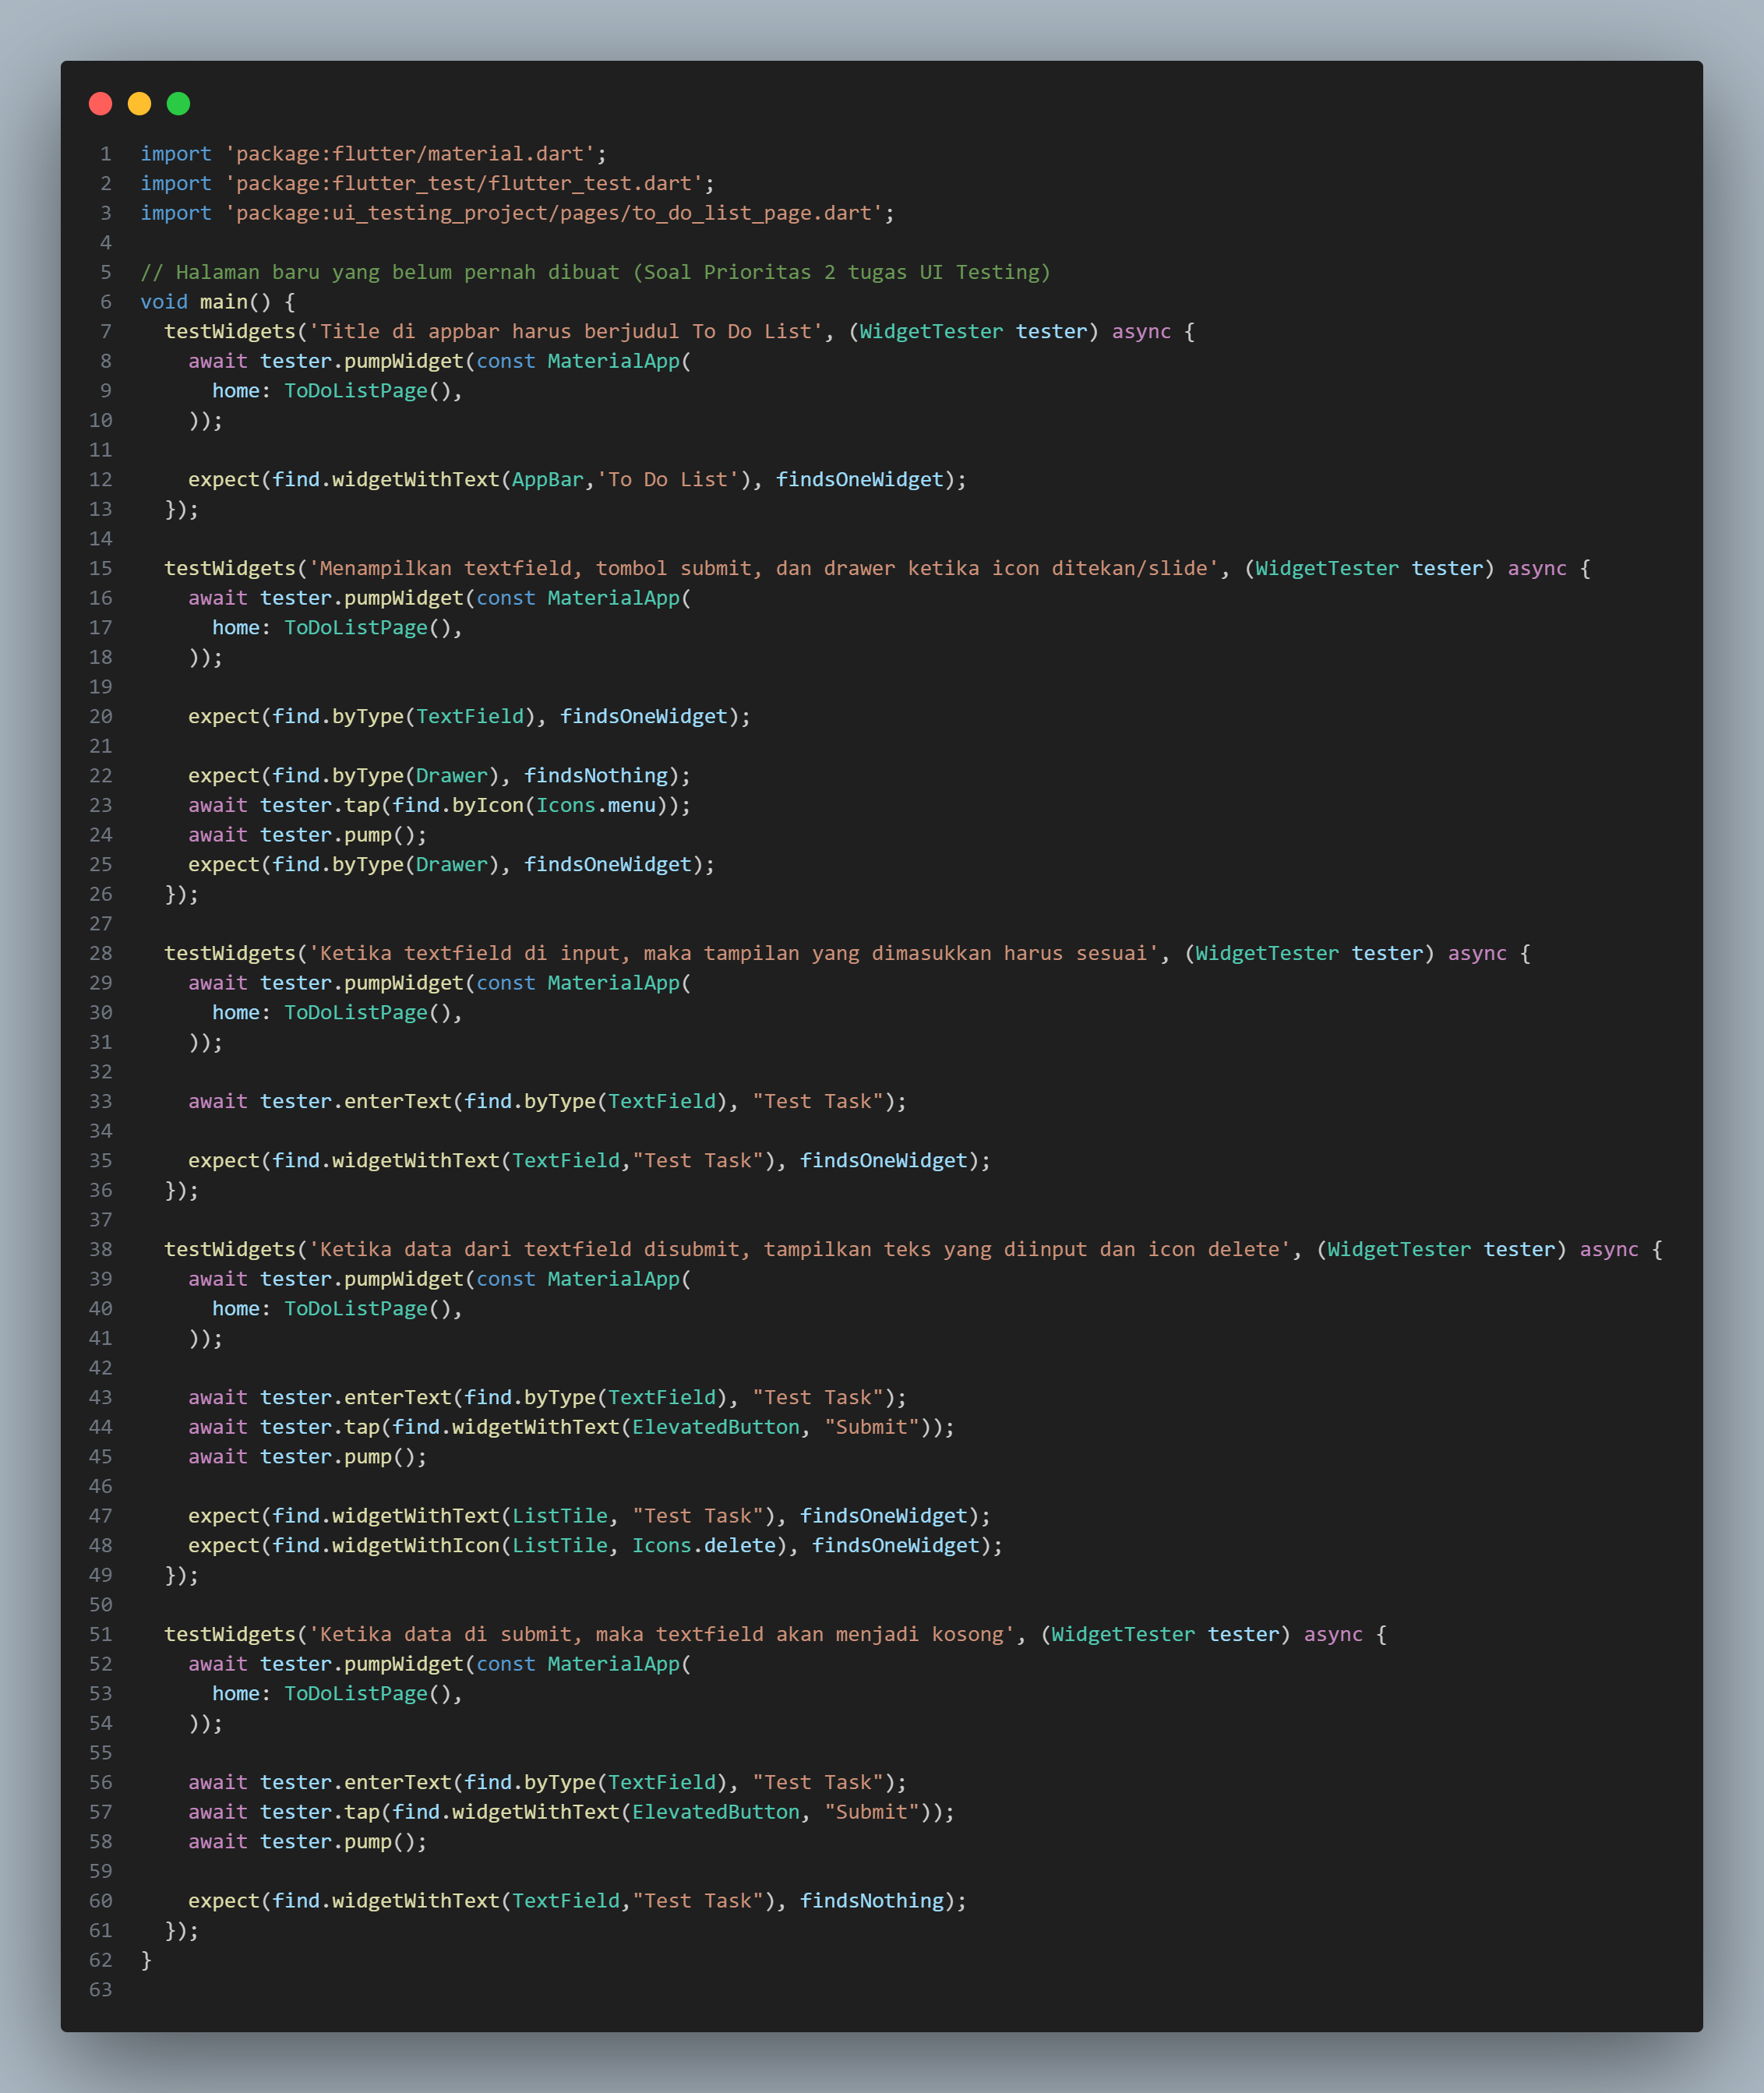 1 import 'package:flutter/material.dart';
2 import 'package:flutter_test/flutter_test.dart';
3 import 'package:ui_testing_project/pages/to_do_list_page.dart';
4
5 // Halaman baru yang belum pernah dibuat (Soal Prioritas 2 tugas UI Testing)
6 void main() {
7   testWidgets('Title di appbar harus berjudul To Do List', (WidgetTester tester) async {
8     await tester.pumpWidget(const MaterialApp(
9       home: ToDoListPage(),
10     ));
11
12     expect(find.widgetWithText(AppBar,'To Do List'), findsOneWidget);
13   });
14
15   testWidgets('Menampilkan textfield, tombol submit, dan drawer ketika icon ditekan/slide', (WidgetTester tester) async {
16     await tester.pumpWidget(const MaterialApp(
17       home: ToDoListPage(),
18     ));
19
20     expect(find.byType(TextField), findsOneWidget);
21
22     expect(find.byType(Drawer), findsNothing);
23     await tester.tap(find.byIcon(Icons.menu));
24     await tester.pump();
25     expect(find.byType(Drawer), findsOneWidget);
26   });
27
28   testWidgets('Ketika textfield di input, maka tampilan yang dimasukkan harus sesuai', (WidgetTester tester) async {
29     await tester.pumpWidget(const MaterialApp(
30       home: ToDoListPage(),
31     ));
32
33     await tester.enterText(find.byType(TextField), "Test Task");
34
35     expect(find.widgetWithText(TextField,"Test Task"), findsOneWidget);
36   });
37
38   testWidgets('Ketika data dari textfield disubmit, tampilkan teks yang diinput dan icon delete', (WidgetTester tester) async {
39     await tester.pumpWidget(const MaterialApp(
40       home: ToDoListPage(),
41     ));
42
43     await tester.enterText(find.byType(TextField), "Test Task");
44     await tester.tap(find.widgetWithText(ElevatedButton, "Submit"));
45     await tester.pump();
46
47     expect(find.widgetWithText(ListTile, "Test Task"), findsOneWidget);
48     expect(find.widgetWithIcon(ListTile, Icons.delete), findsOneWidget);
49   });
50
51   testWidgets('Ketika data di submit, maka textfield akan menjadi kosong', (WidgetTester tester) async {
52     await tester.pumpWidget(const MaterialApp(
53       home: ToDoListPage(),
54     ));
55
56     await tester.enterText(find.byType(TextField), "Test Task");
57     await tester.tap(find.widgetWithText(ElevatedButton, "Submit"));
58     await tester.pump();
59
60     expect(find.widgetWithText(TextField,"Test Task"), findsNothing);
61   });
62 }
63